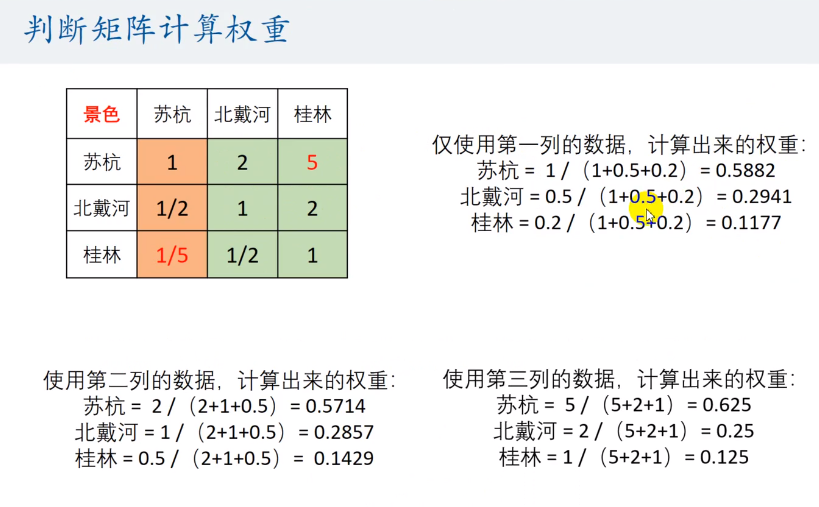 判断矩阵计算权重
景色 苏杭 北戴河 桂林
苏杭 1 2 5
北戴河 1/2 1 2
桂林 1/5 1/2 1
仅使用第一列的数据，计算出来的权重：
苏杭 = 1 /（1+0.5+0.2）= 0.5882
北戴河 = 0.5 /（1+0.5+0.2）= 0.2941
桂林 = 0.2 /（1+0.5+0.2）= 0.1177
使用第二列的数据，计算出来的权重：
苏杭 = 2 /（2+1+0.5）= 0.5714
北戴河 = 1 /（2+1+0.5）= 0.2857
桂林 = 0.5 /（2+1+0.5）= 0.1429
使用第三列的数据，计算出来的权重：
苏杭 = 5 /（5+2+1）= 0.625
北戴河 = 2 /（5+2+1）= 0.25
桂林 = 1 /（5+2+1）= 0.125